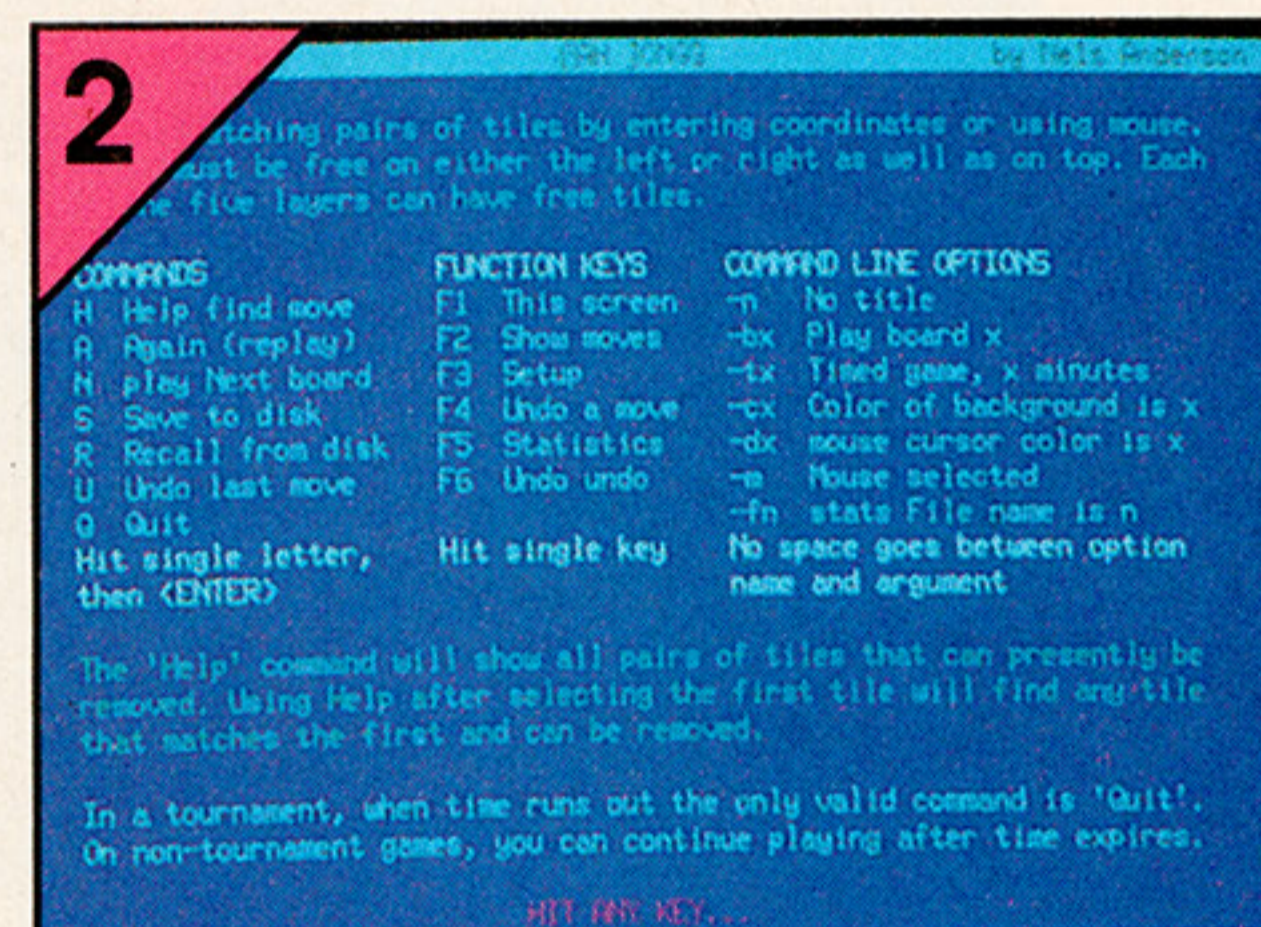 2
MAH JONGG by Nels Anderson
tching pairs of tiles by entering coordinates or using mouse.
must be free on either the left or right as well as on top. Each
he five layers can have free tiles.
COMMANDS FUNCTION KEYS COMMAND LINE OPTIONS
H Help find move F1 This screen -n No title
A Again (replay) F2 Show moves -bx Play board x
N play Next board F3 Setup -tx Timed game, x minutes
S Save to disk F4 Undo a move -cx Color of background is x
R Recall from disk F5 Statistics -dx mouse cursor color is x
U Undo last move F6 Undo undo -m Mouse selected
Q Quit -fn stats File name is n
Hit single letter, Hit single key No space goes between option
then <ENTER> name and argument
The 'Help' command will show all pairs of tiles that can presently be
removed. Using Help after selecting the first tile will find any tile
that matches the first and can be removed.
In a tournament, when time runs out the only valid command is 'Quit'.
On non-tournament games, you can continue playing after time expires.
HIT ANY KEY...